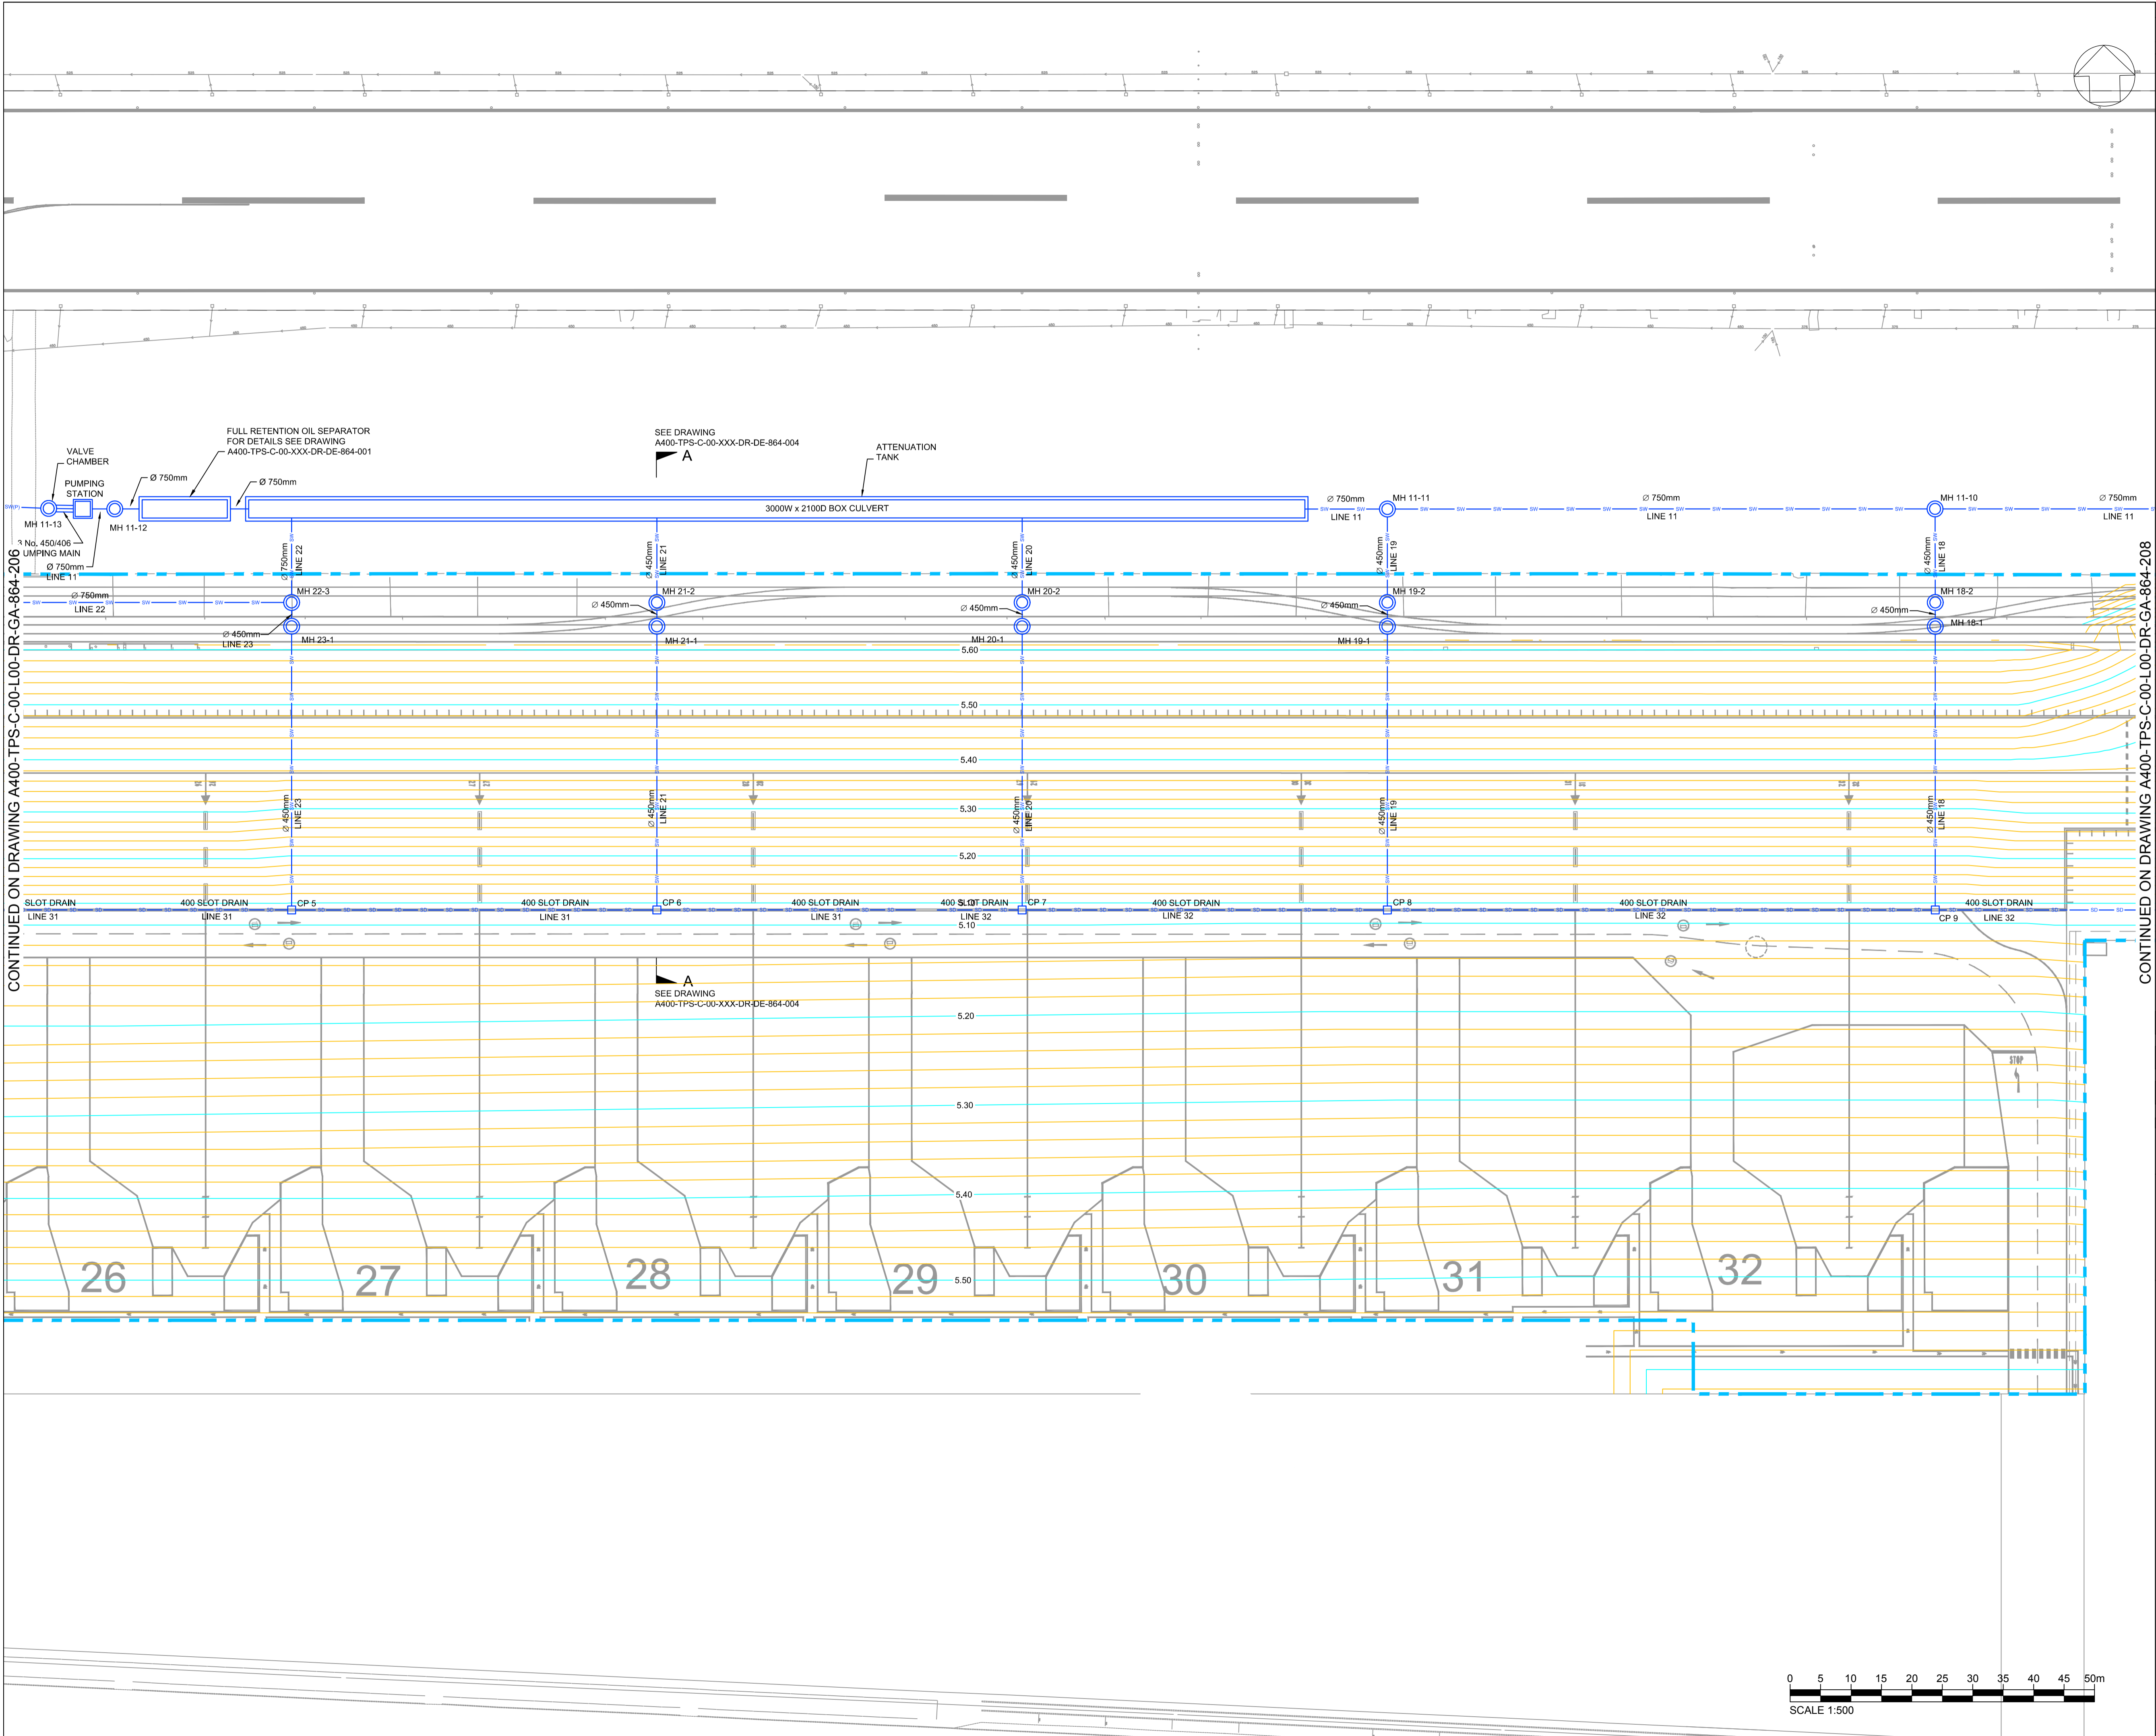 FULL RETENTION OIL SEPARATOR
FOR DETAILS SEE DRAWING
A400-TPS-C-00-XXX-DR-DE-864-001
SEE DRAWING
A400-TPS-C-00-XXX-DR-DE-864-004
A
ATTENUATION
TANK
VALVE
CHAMBER
PUMPING
STATION
Ø 750mm
Ø 750mm
SW(P)
MH 11-13
MH 11-12
3000W x 2100D BOX CULVERT
Ø 750mm
LINE 11
MH 11-11
Ø 750mm
LINE 11
MH 11-10
Ø 750mm
LINE 11
3 No. 450/406
UMPING MAIN
Ø 750mm
LINE 11
Ø 750mm
LINE 22
Ø 450mm
LINE 21
Ø 450mm
LINE 20
Ø 450mm
LINE 19
Ø 450mm
LINE 18
Ø 750mm
LINE 22
MH 22-3
Ø 450mm
LINE 23
MH 23-1
Ø 450mm
MH 21-2
MH 21-1
Ø 450mm
MH 20-2
MH 20-1
Ø 450mm
MH 19-2
MH 19-1
Ø 450mm
MH 18-2
MH 18-1
CONTINUED ON DRAWING A400-TPS-C-00-L00-DR-GA-864-206
CONTINUED ON DRAWING A400-TPS-C-00-L00-DR-GA-864-208
5.60
5.50
5.40
5.30
5.20
Ø 450mm
LINE 23
Ø 450mm
LINE 21
Ø 450mm
LINE 20
Ø 450mm
LINE 19
Ø 450mm
LINE 18
SLOT DRAIN
LINE 31
400 SLOT DRAIN
LINE 31
CP 5
400 SLOT DRAIN
LINE 31
CP 6
400 SLOT DRAIN
LINE 31
400 SLOT DRAIN
5.10
LINE 32
CP 7
400 SLOT DRAIN
LINE 32
CP 8
400 SLOT DRAIN
LINE 32
CP 9
400 SLOT DRAIN
LINE 32
5.10
A
SEE DRAWING
A400-TPS-C-00-XXX-DR-DE-864-004
5.20
STOP
5.30
5.40
5.50
26
27
28
29
30
31
32
0 5 10 15 20 25 30 35 40 45 50m
SCALE 1:500